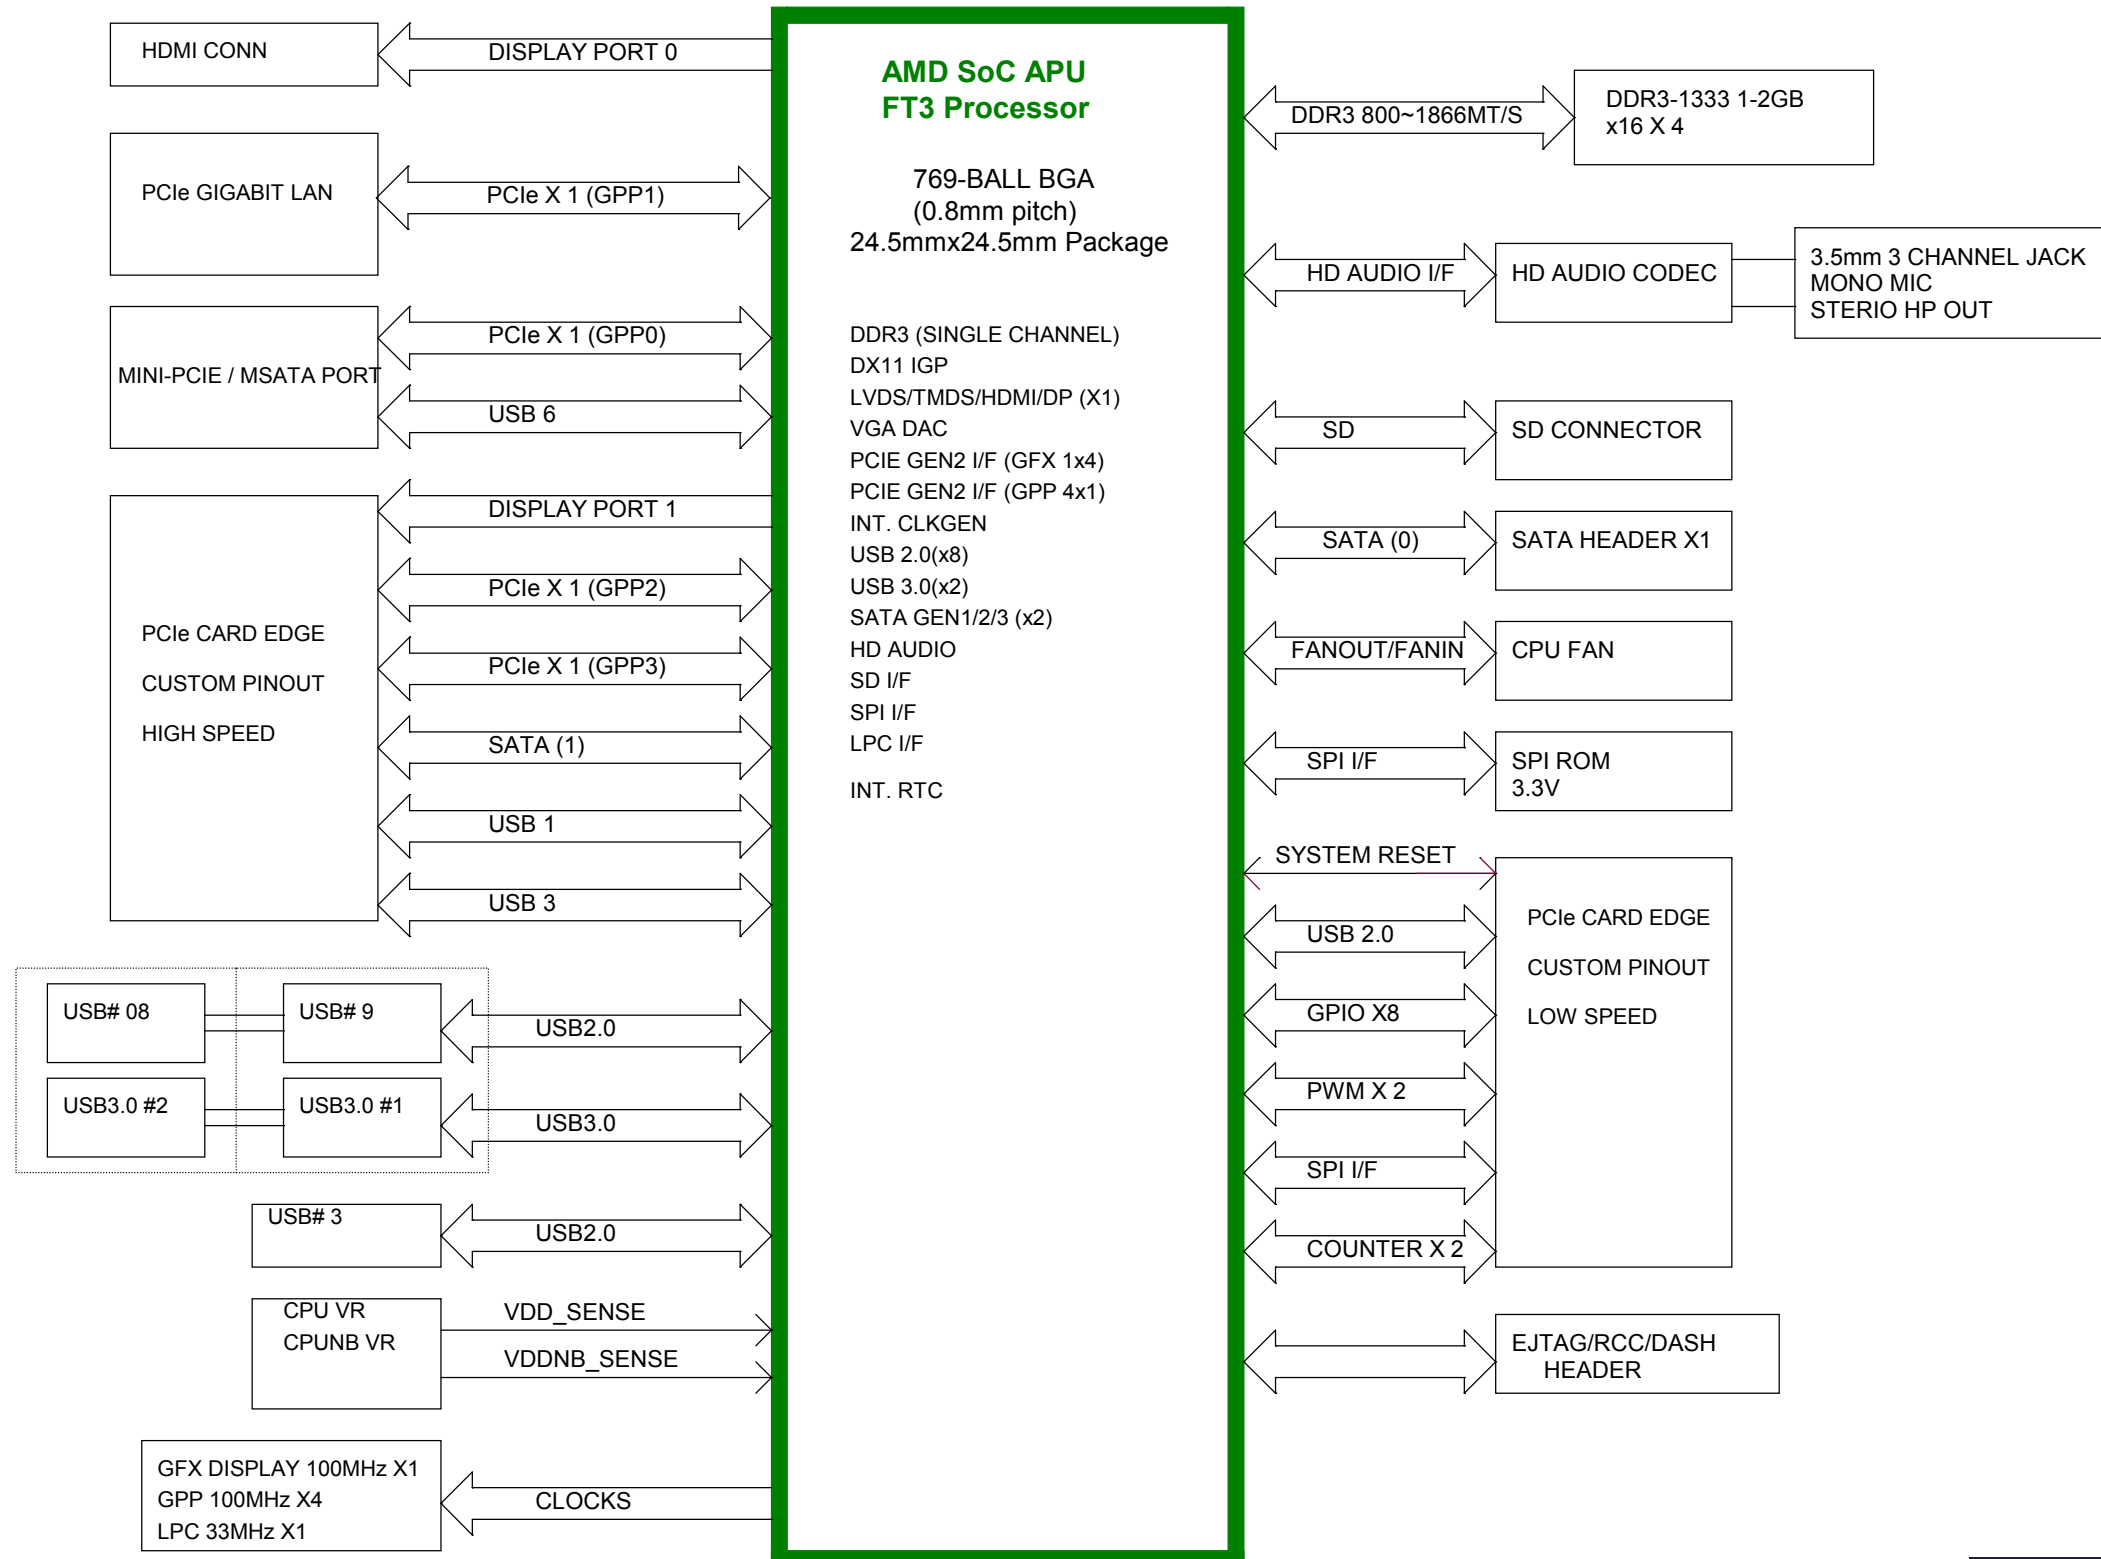 HDMI CONN
DISPLAY PORT 0
PCIe GIGABIT LAN
PCIe X 1 (GPP1)
MINI-PCIE / MSATA PORT
PCIe X 1 (GPP0)
USB 6
PCIe CARD EDGE
CUSTOM PINOUT
HIGH SPEED
DISPLAY PORT 1
PCIe X 1 (GPP2)
PCIe X 1 (GPP3)
SATA (1)
USB 1
USB 3
USB# 08
USB# 9
USB2.0
USB3.0 #2
USB3.0 #1
USB3.0
USB# 3
USB2.0
CPU VR
CPUNB VR
VDD_SENSE
VDDNB_SENSE
GFX DISPLAY 100MHz X1
GPP 100MHz X4
LPC 33MHz X1
CLOCKS
AMD SoC APU
FT3 Processor
769-BALL BGA
(0.8mm pitch)
24.5mmx24.5mm Package
DDR3 (SINGLE CHANNEL)
DX11 IGP
LVDS/TMDS/HDMI/DP (X1)
VGA DAC
PCIE GEN2 I/F (GFX 1x4)
PCIE GEN2 I/F (GPP 4x1)
INT. CLKGEN
USB 2.0(x8)
USB 3.0(x2)
SATA GEN1/2/3 (x2)
HD AUDIO
SD I/F
SPI I/F
LPC I/F
INT. RTC
DDR3 800~1866MT/S
DDR3-1333 1-2GB
x16 X 4
HD AUDIO I/F
HD AUDIO CODEC
3.5mm 3 CHANNEL JACK
MONO MIC
STERIO HP OUT
SD
SD CONNECTOR
SATA (0)
SATA HEADER X1
FANOUT/FANIN
CPU FAN
SPI I/F
SPI ROM
3.3V
SYSTEM RESET
USB 2.0
GPIO X8
PWM X 2
SPI I/F
COUNTER X 2
PCIe CARD EDGE
CUSTOM PINOUT
LOW SPEED
EJTAG/RCC/DASH
HEADER